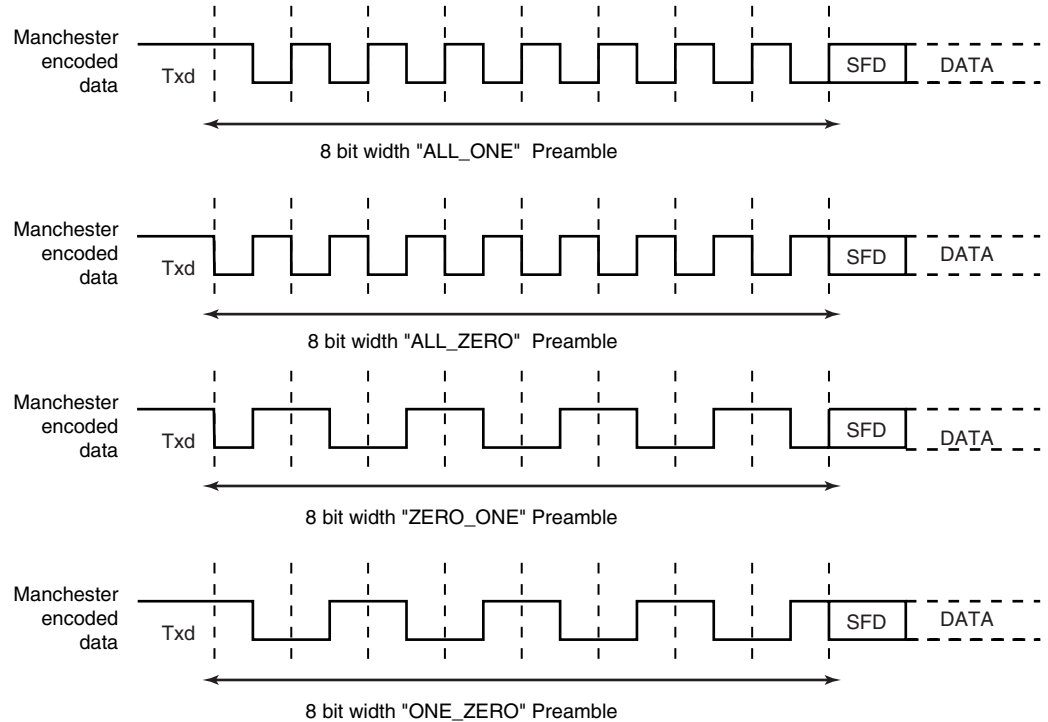 Manchester
encoded
data
Txd
SFD
DATA
8 bit width "ALL_ONE" Preamble
Manchester
encoded
data
Txd
SFD
DATA
8 bit width "ALL_ZERO" Preamble
Manchester
encoded
data
Txd
SFD
DATA
8 bit width "ZERO_ONE" Preamble
Manchester
encoded
data
Txd
SFD
DATA
8 bit width "ONE_ZERO" Preamble